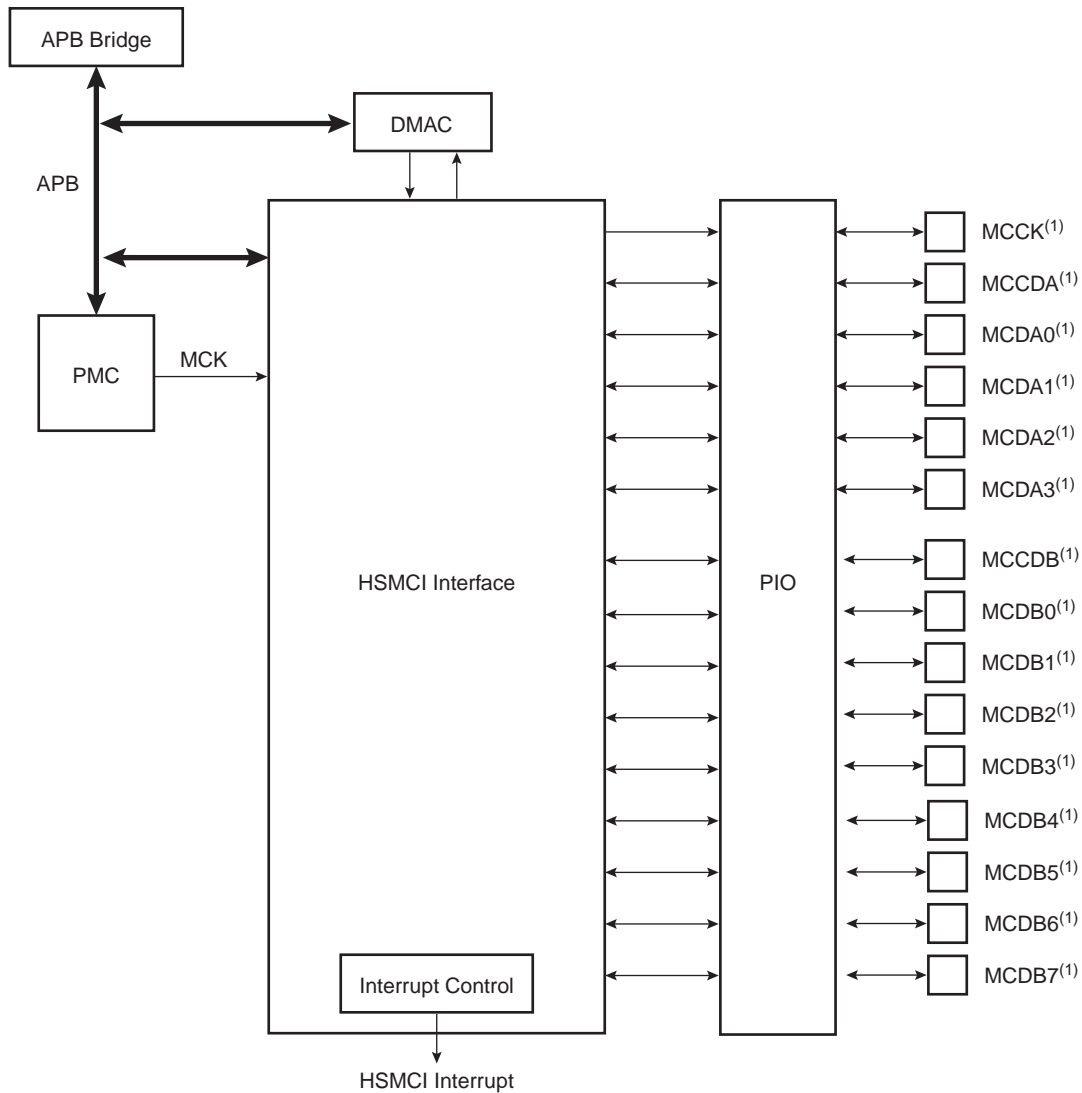 APB Bridge
DMAC
APB
MCCK(1)
MCCDA(1)
MCDA0(1)
PMC
MCK
MCDA1(1)
MCDA2(1)
MCDA3(1)
HSMCI Interface
PIO
MCCDB(1)
MCDB0(1)
MCDB1(1)
MCDB2(1)
MCDB3(1)
MCDB4(1)
MCDB5(1)
MCDB6(1)
Interrupt Control
MCDB7(1)
HSMCI Interrupt